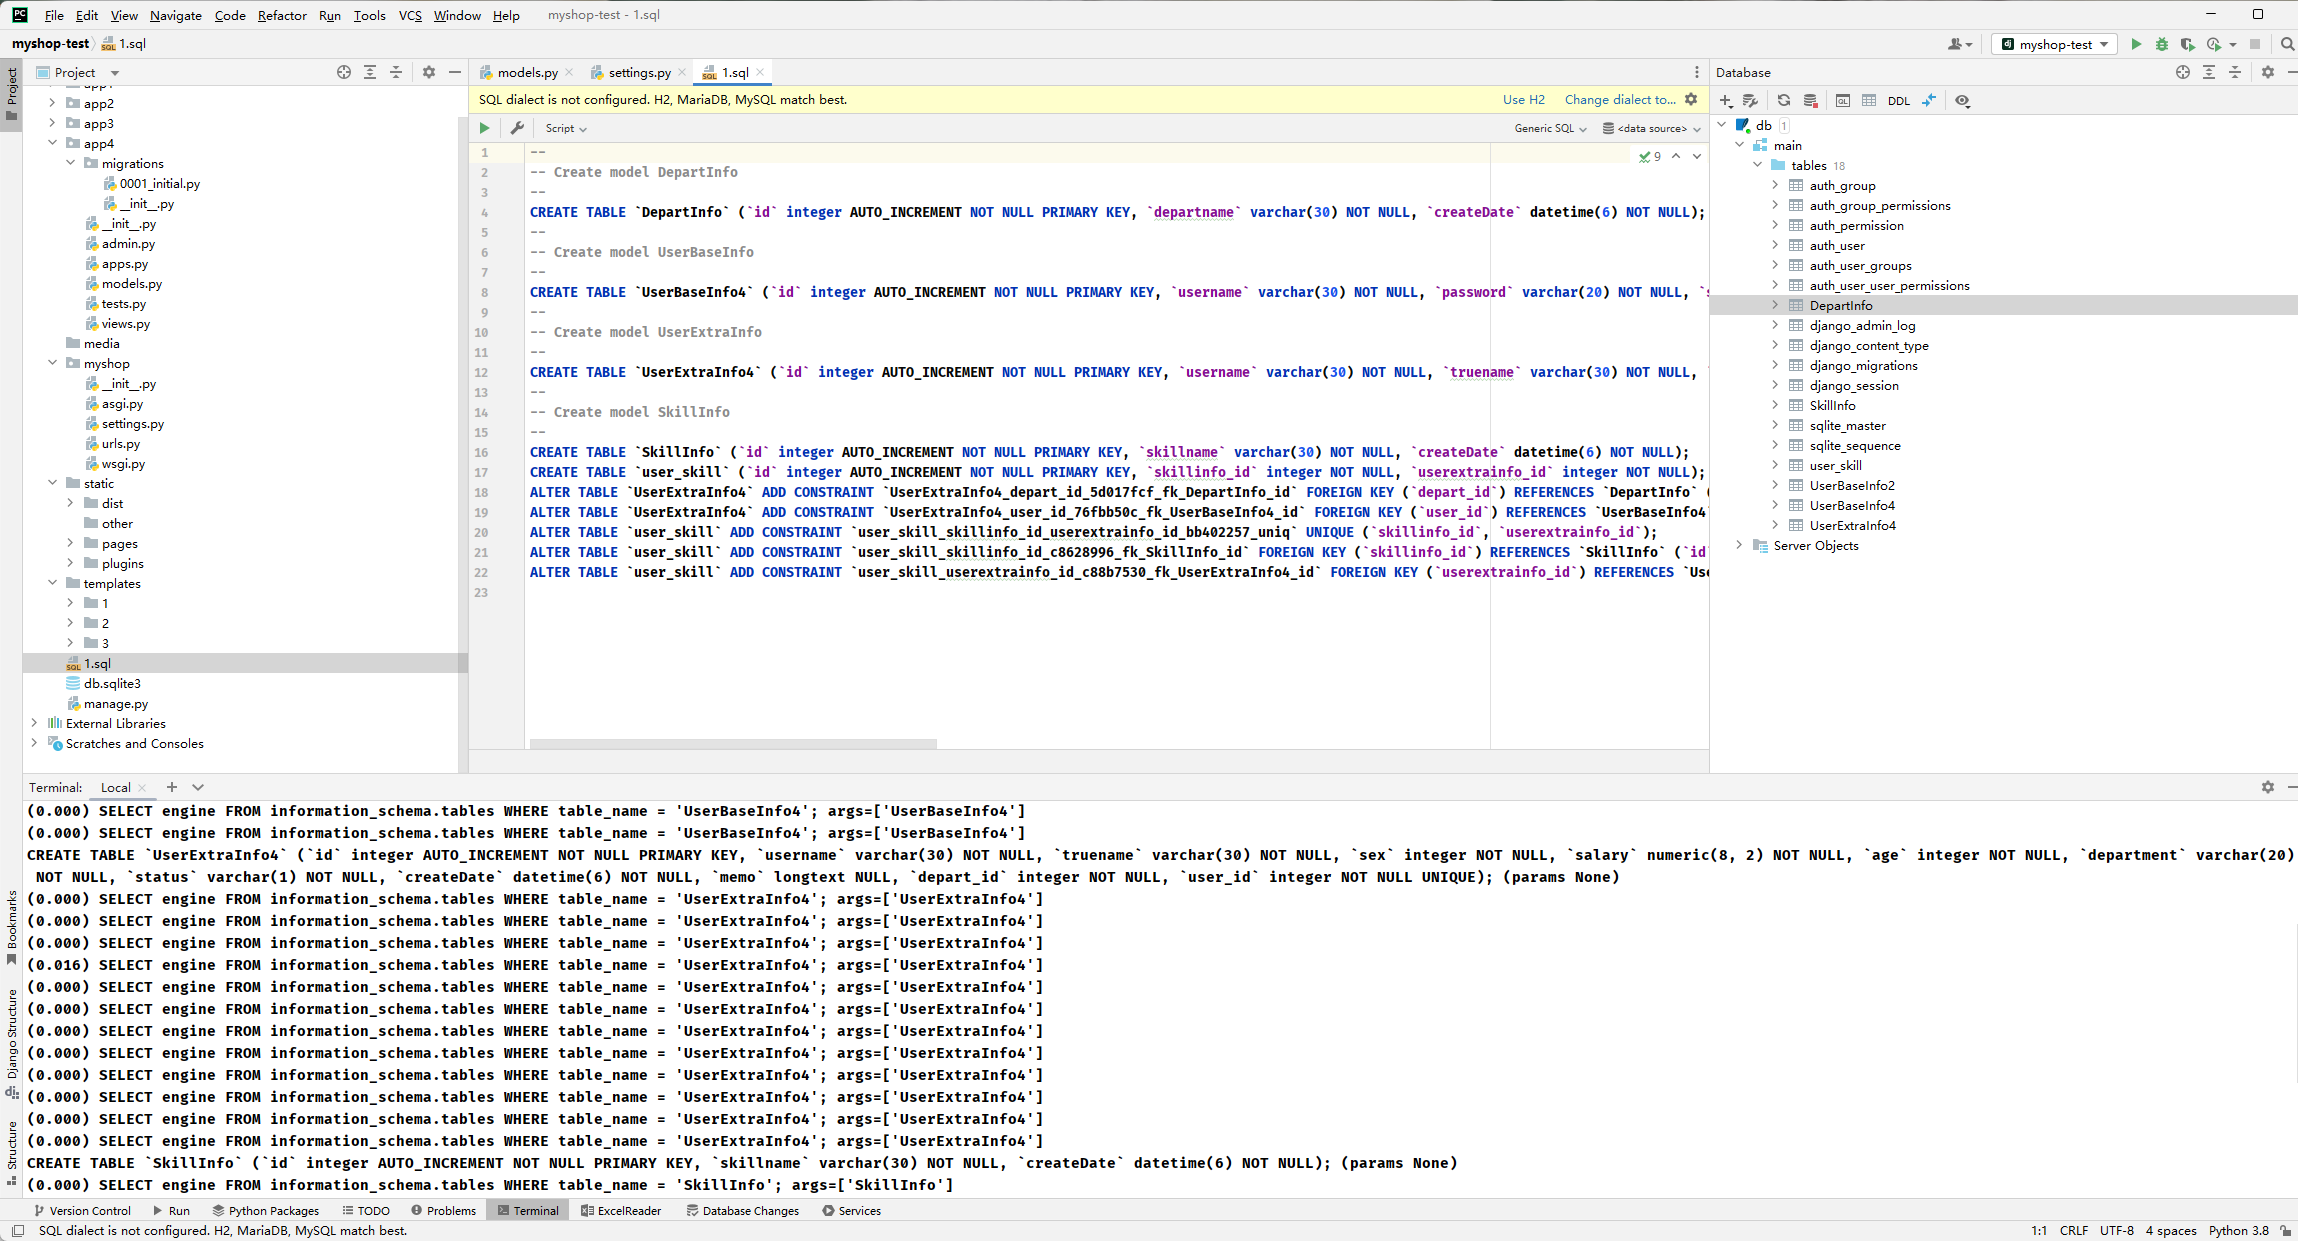 File Edit View Navigate Code Refactor Run Tools VCS Window Help myshop-test - 1.sql
myshop-test 1.sql
myshop-test
Project
Project
app2
app3
app4
migrations
0001_initial.py
__init__.py
__init__.py
admin.py
apps.py
models.py
tests.py
views.py
media
myshop
__init__.py
asgi.py
settings.py
urls.py
wsgi.py
static
dist
other
pages
plugins
templates
1
2
3
1.sql
db.sqlite3
manage.py
External Libraries
Scratches and Consoles
models.py settings.py 1.sql
SQL dialect is not configured. H2, MariaDB, MySQL match best. Use H2 Change dialect to...
Script Generic SQL <data source>
9
1 --
2 -- Create model DepartInfo
3 --
4 CREATE TABLE `DepartInfo` (`id` integer AUTO_INCREMENT NOT NULL PRIMARY KEY, `departname` varchar(30) NOT NULL, `createDate` datetime(6) NOT NULL);
5 --
6 -- Create model UserBaseInfo
7 --
8 CREATE TABLE `UserBaseInfo4` (`id` integer AUTO_INCREMENT NOT NULL PRIMARY KEY, `username` varchar(30) NOT NULL, `password` varchar(20) NOT NULL, `s
9 --
10 -- Create model UserExtraInfo
11 --
12 CREATE TABLE `UserExtraInfo4` (`id` integer AUTO_INCREMENT NOT NULL PRIMARY KEY, `username` varchar(30) NOT NULL, `truename` varchar(30) NOT NULL, `
13 --
14 -- Create model SkillInfo
15 --
16 CREATE TABLE `SkillInfo` (`id` integer AUTO_INCREMENT NOT NULL PRIMARY KEY, `skillname` varchar(30) NOT NULL, `createDate` datetime(6) NOT NULL);
17 CREATE TABLE `user_skill` (`id` integer AUTO_INCREMENT NOT NULL PRIMARY KEY, `skillinfo_id` integer NOT NULL, `userextrainfo_id` integer NOT NULL);
18 ALTER TABLE `UserExtraInfo4` ADD CONSTRAINT `UserExtraInfo4_depart_id_5d017fcf_fk_DepartInfo_id` FOREIGN KEY (`depart_id`) REFERENCES `DepartInfo` (
19 ALTER TABLE `UserExtraInfo4` ADD CONSTRAINT `UserExtraInfo4_user_id_76fbb50c_fk_UserBaseInfo4_id` FOREIGN KEY (`user_id`) REFERENCES `UserBaseInfo4`
20 ALTER TABLE `user_skill` ADD CONSTRAINT `user_skill_skillinfo_id_userextrainfo_id_bb402257_uniq` UNIQUE (`skillinfo_id`, `userextrainfo_id`);
21 ALTER TABLE `user_skill` ADD CONSTRAINT `user_skill_skillinfo_id_c8628996_fk_SkillInfo_id` FOREIGN KEY (`skillinfo_id`) REFERENCES `SkillInfo` (`id`
22 ALTER TABLE `user_skill` ADD CONSTRAINT `user_skill_userextrainfo_id_c88b7530_fk_UserExtraInfo4_id` FOREIGN KEY (`userextrainfo_id`) REFERENCES `Use
23
Database
DDL
db 1
main
tables 18
auth_group
auth_group_permissions
auth_permission
auth_user
auth_user_groups
auth_user_user_permissions
DepartInfo
django_admin_log
django_content_type
django_migrations
django_session
SkillInfo
sqlite_master
sqlite_sequence
user_skill
UserBaseInfo2
UserBaseInfo4
UserExtraInfo4
Server Objects
Terminal: Local
(0.000) SELECT engine FROM information_schema.tables WHERE table_name = 'UserBaseInfo4'; args=['UserBaseInfo4']
(0.000) SELECT engine FROM information_schema.tables WHERE table_name = 'UserBaseInfo4'; args=['UserBaseInfo4']
CREATE TABLE `UserExtraInfo4` (`id` integer AUTO_INCREMENT NOT NULL PRIMARY KEY, `username` varchar(30) NOT NULL, `truename` varchar(30) NOT NULL, `sex` integer NOT NULL, `salary` numeric(8, 2) NOT NULL, `age` integer NOT NULL, `department` varchar(20)
NOT NULL, `status` varchar(1) NOT NULL, `createDate` datetime(6) NOT NULL, `memo` longtext NULL, `depart_id` integer NOT NULL, `user_id` integer NOT NULL UNIQUE); (params None)
(0.000) SELECT engine FROM information_schema.tables WHERE table_name = 'UserExtraInfo4'; args=['UserExtraInfo4']
(0.000) SELECT engine FROM information_schema.tables WHERE table_name = 'UserExtraInfo4'; args=['UserExtraInfo4']
(0.000) SELECT engine FROM information_schema.tables WHERE table_name = 'UserExtraInfo4'; args=['UserExtraInfo4']
(0.016) SELECT engine FROM information_schema.tables WHERE table_name = 'UserExtraInfo4'; args=['UserExtraInfo4']
(0.000) SELECT engine FROM information_schema.tables WHERE table_name = 'UserExtraInfo4'; args=['UserExtraInfo4']
(0.000) SELECT engine FROM information_schema.tables WHERE table_name = 'UserExtraInfo4'; args=['UserExtraInfo4']
(0.000) SELECT engine FROM information_schema.tables WHERE table_name = 'UserExtraInfo4'; args=['UserExtraInfo4']
(0.000) SELECT engine FROM information_schema.tables WHERE table_name = 'UserExtraInfo4'; args=['UserExtraInfo4']
(0.000) SELECT engine FROM information_schema.tables WHERE table_name = 'UserExtraInfo4'; args=['UserExtraInfo4']
(0.000) SELECT engine FROM information_schema.tables WHERE table_name = 'UserExtraInfo4'; args=['UserExtraInfo4']
(0.000) SELECT engine FROM information_schema.tables WHERE table_name = 'UserExtraInfo4'; args=['UserExtraInfo4']
(0.000) SELECT engine FROM information_schema.tables WHERE table_name = 'UserExtraInfo4'; args=['UserExtraInfo4']
CREATE TABLE `SkillInfo` (`id` integer AUTO_INCREMENT NOT NULL PRIMARY KEY, `skillname` varchar(30) NOT NULL, `createDate` datetime(6) NOT NULL); (params None)
(0.000) SELECT engine FROM information_schema.tables WHERE table_name = 'SkillInfo'; args=['SkillInfo']
Bookmarks
Django Structure
Structure
Version Control Run Python Packages TODO Problems Terminal ExcelReader Database Changes Services
SQL dialect is not configured. H2, MariaDB, MySQL match best. 1:1 CRLF UTF-8 4 spaces Python 3.8